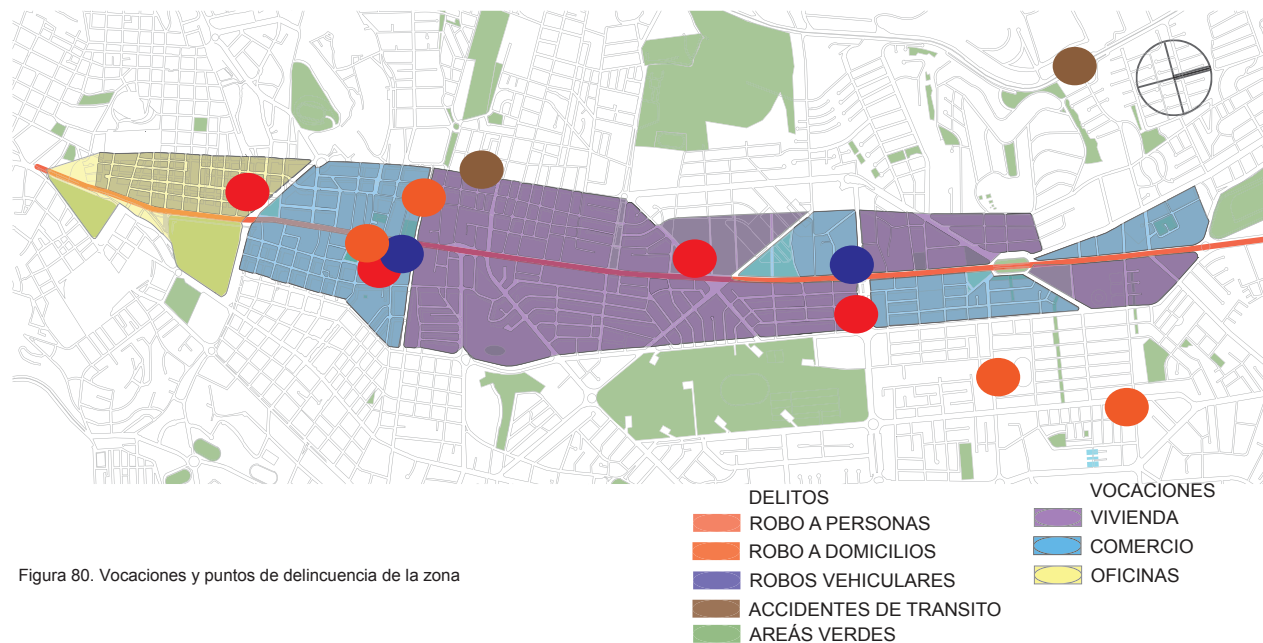 DELITOS
ROBO A PERSONAS
ROBO A DOMICILIOS
ROBOS VEHICULARES
ACCIDENTES DE TRANSITO
AREÁS VERDES
VOCACIONES
VIVIENDA
COMERCIO
OFICINAS
Figura 80. Vocaciones y puntos de delincuencia de la zona